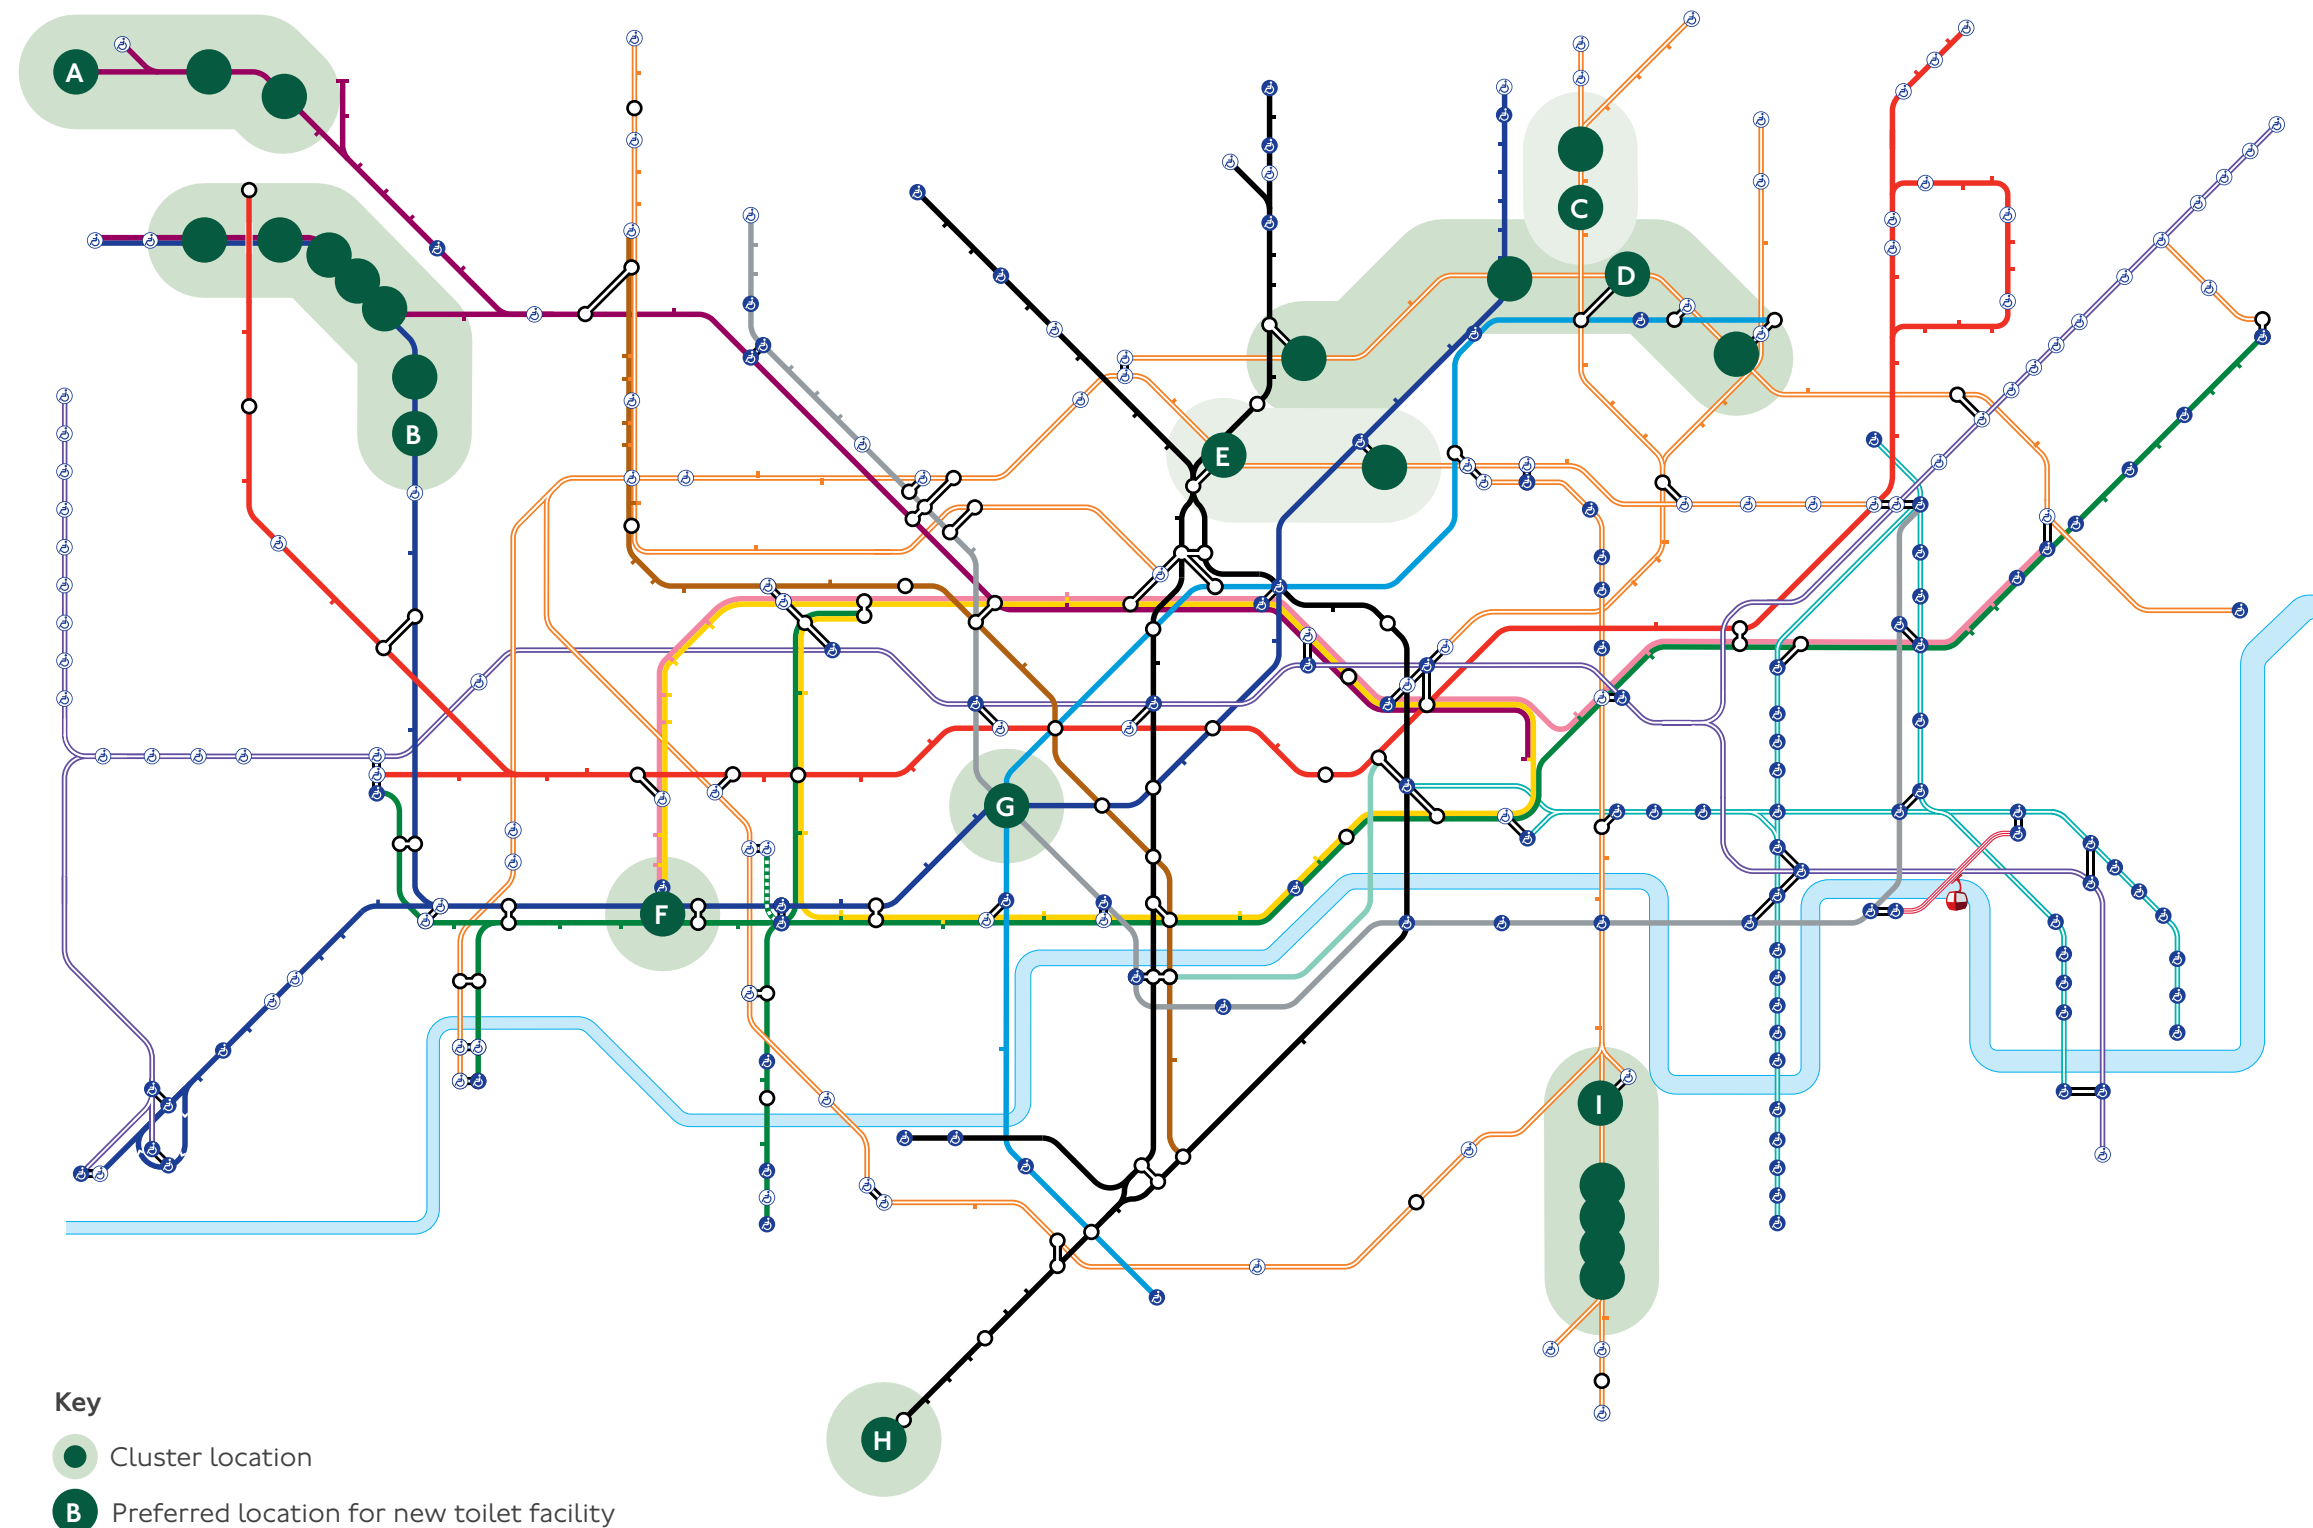 A
C
D
B
E
G
F
I
H
Key
Cluster location
B Preferred location for new toilet facility